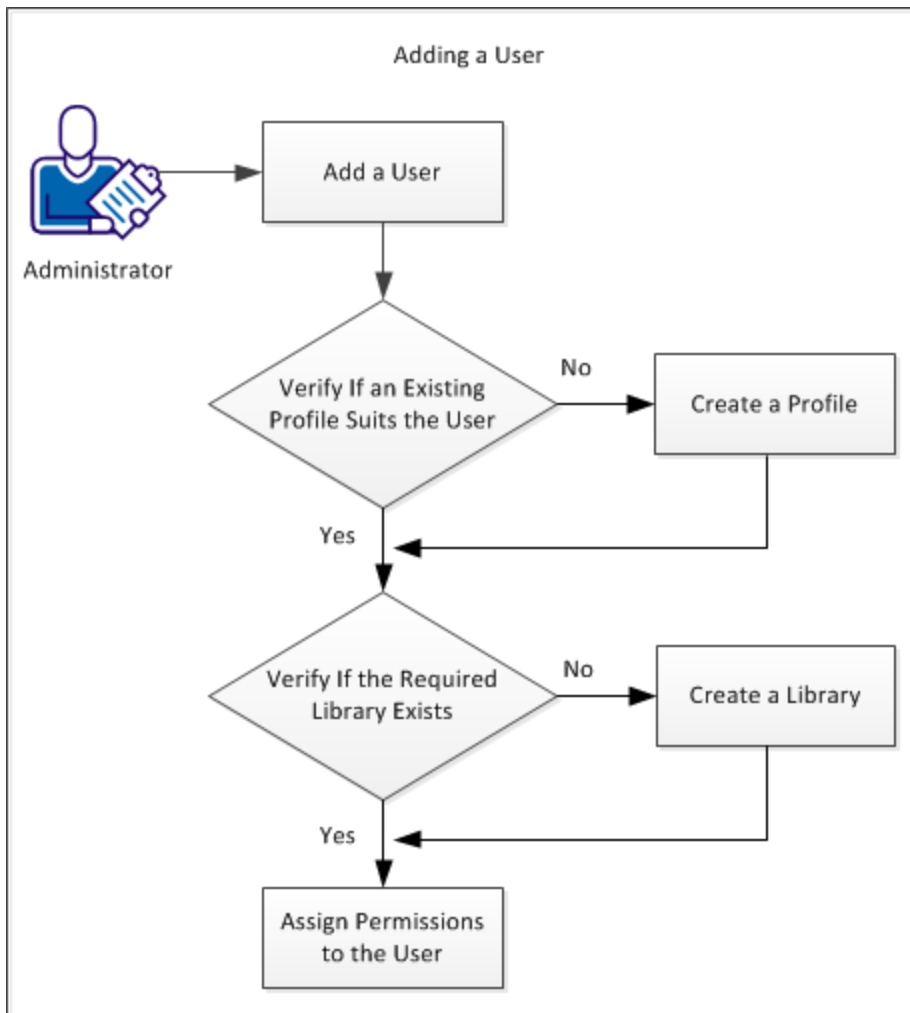 Adding a User
Add a User
Administrator
Verify If an Existing
Profile Suits the User
No
Create a Profile
Yes
Verify If the Required
Library Exists
No
Create a Library
Yes
Assign Permissions
to the User